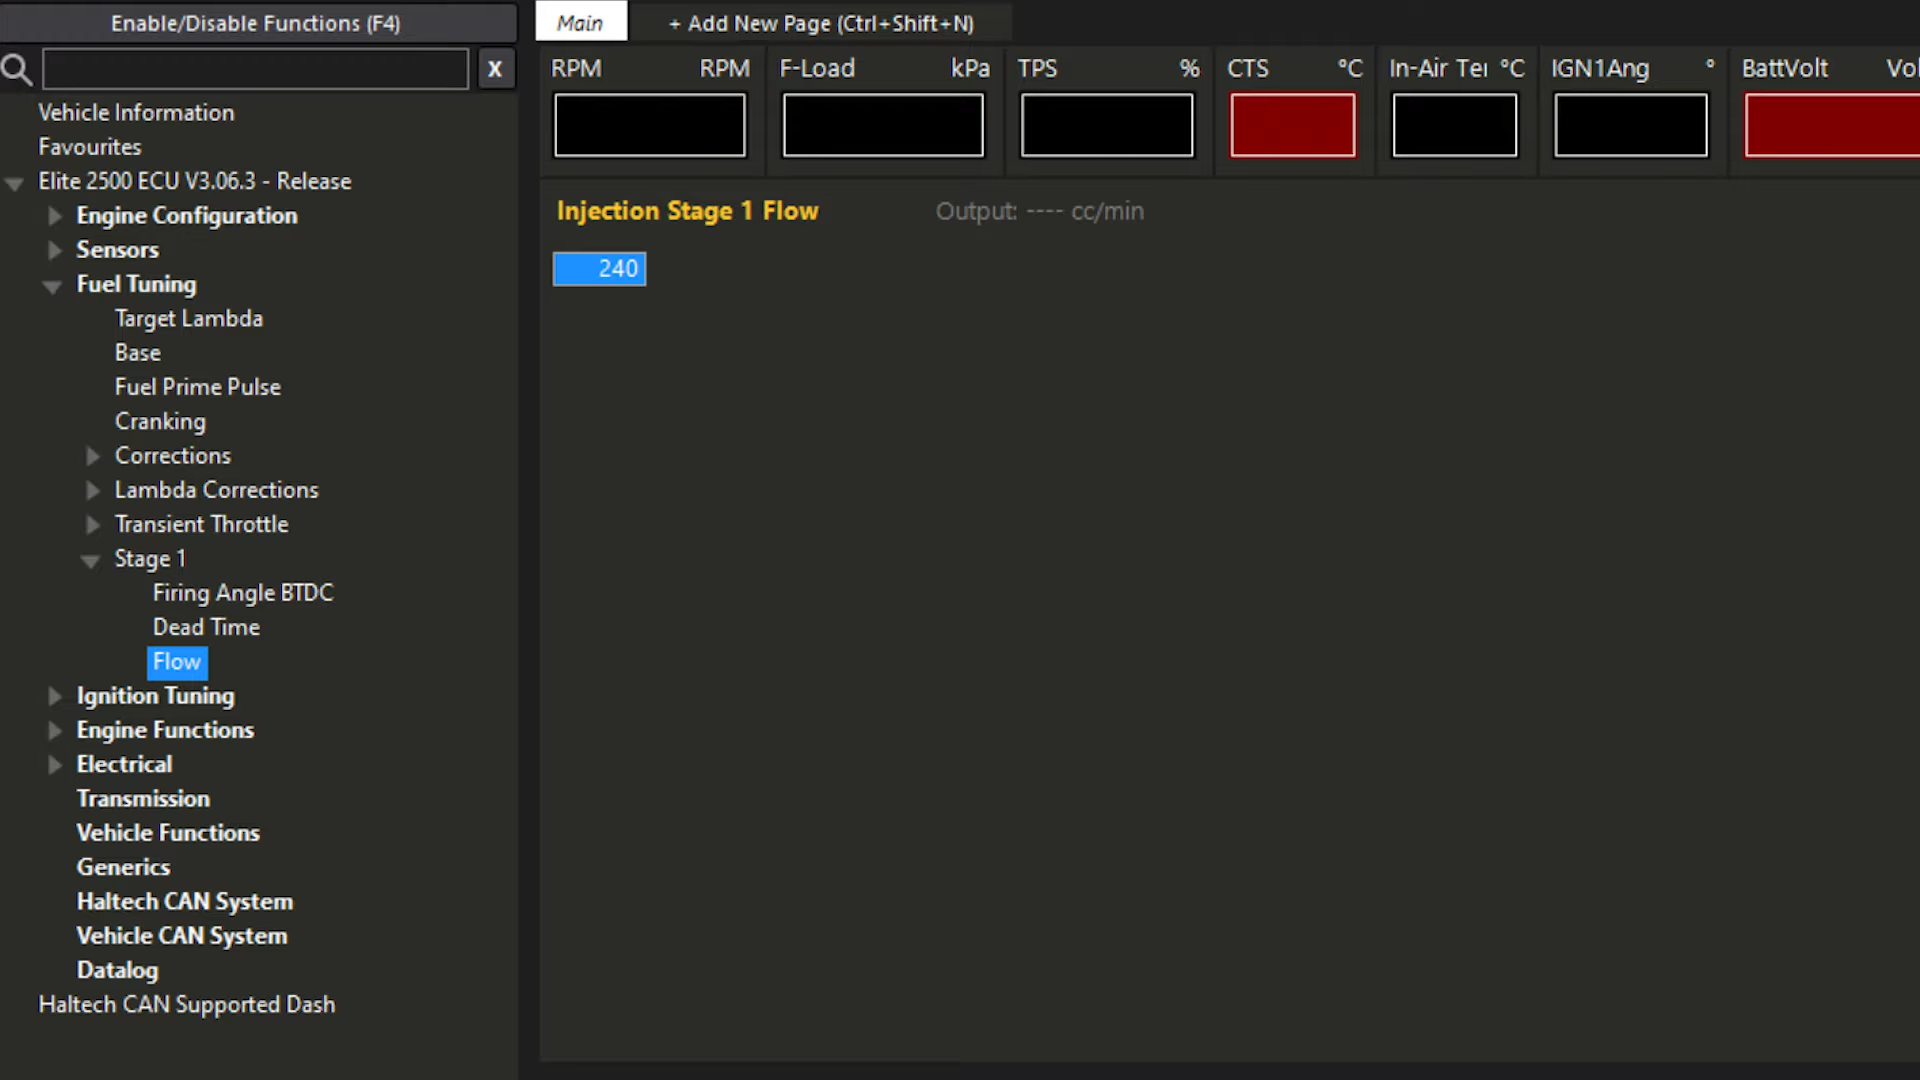 Enable/Disable Functions (F4)
X
Vehicle Information
Favourites
Elite 2500 ECU V3.06.3 - Release
Engine Configuration
Sensors
Fuel Tuning
Target Lambda
Base
Fuel Prime Pulse
Cranking
Corrections
Lambda Corrections
Transient Throttle
Stage 1
Firing Angle BTDC
Dead Time
Flow
Ignition Tuning
Engine Functions
Electrical
Transmission
Vehicle Functions
Generics
Haltech CAN System
Vehicle CAN System
Datalog
Haltech CAN Supported Dash
Main + Add New Page (Ctrl+Shift+N)
RPM RPM F-Load kPa TPS % CTS °C In-Air Ter °C IGN1Ang ° BattVolt Vol
Injection Stage 1 Flow Output: ---- cc/min
240